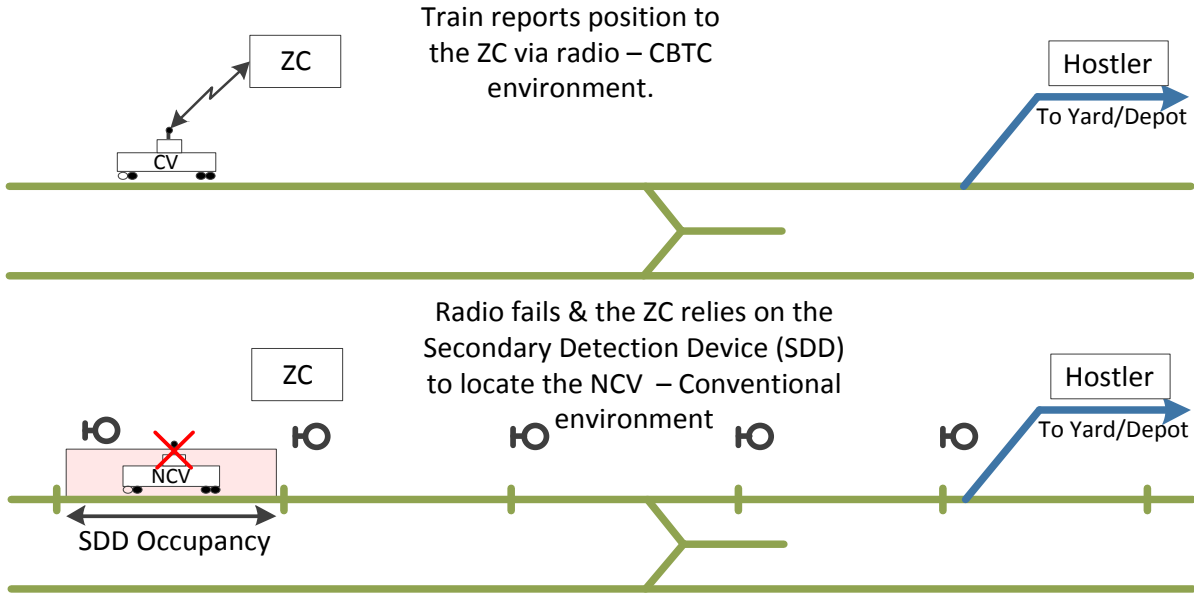 Train reports position to
the ZC via radio – CBTC
environment.
ZC
Hostler
To Yard/Depot
CV
Radio fails & the ZC relies on the
Secondary Detection Device (SDD)
to locate the NCV – Conventional
environment
ZC
Hostler
To Yard/Depot
NCV
SDD Occupancy